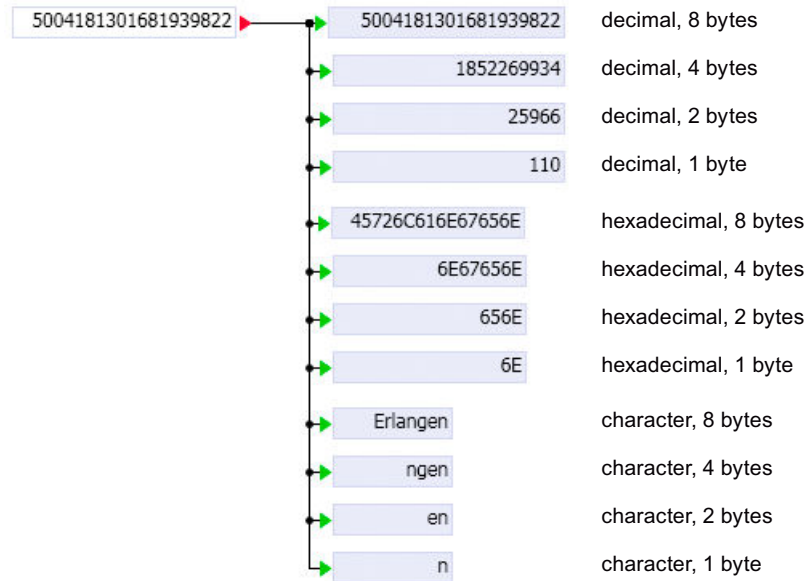 5004181301681939822 5004181301681939822 decimal, 8 bytes
1852269934 decimal, 4 bytes
25966 decimal, 2 bytes
110 decimal, 1 byte
45726C616E67656E hexadecimal, 8 bytes
6E67656E hexadecimal, 4 bytes
656E hexadecimal, 2 bytes
6E hexadecimal, 1 byte
Erlangen character, 8 bytes
ngen character, 4 bytes
en character, 2 bytes
n character, 1 byte